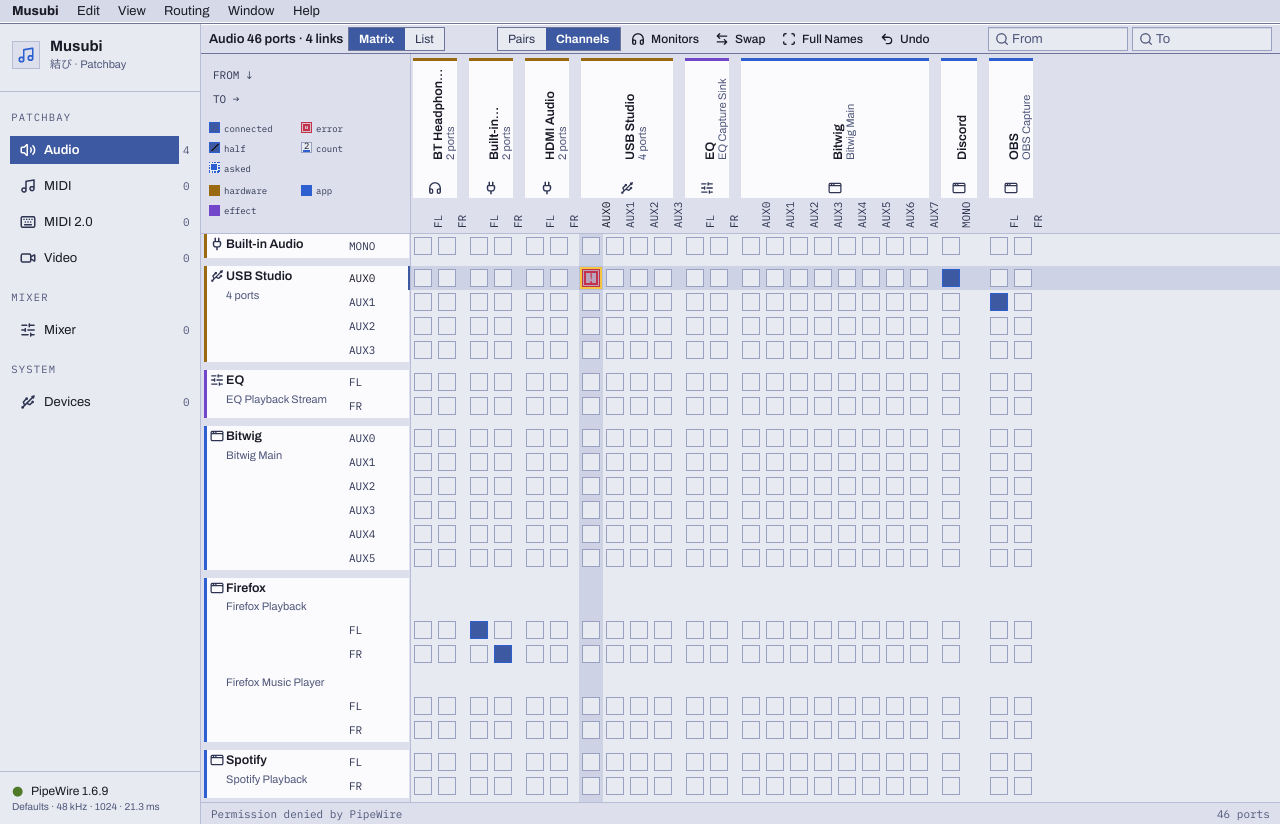 Musubi Edit View Routing Window Help
Musubi
結び · Patchbay
PATCHBAY
Audio 4
MIDI 0
MIDI 2.0 0
Video 0
MIXER
Mixer 0
SYSTEM
Devices 0
PipeWire 1.6.9
Defaults · 48 kHz · 1024 · 21.3 ms
Audio 46 ports · 4 links Matrix List Pairs Channels Monitors Swap Full Names Undo From To
FROM ↓
TO →
connected error
half 2 count
asked
hardware app
effect
BT Headphon...
2 ports
Built-in...
2 ports
HDMI Audio
2 ports
USB Studio
4 ports
EQ
EQ Capture Sink
Bitwig
Bitwig Main
Discord
OBS
OBS Capture
FL FR FL FR FL FR AUX0 AUX1 AUX2 AUX3 FL FR AUX0 AUX1 AUX2 AUX3 AUX4 AUX5 AUX6 AUX7 MONO FL FR
Built-in Audio MONO
USB Studio AUX0
4 ports
AUX1
AUX2
AUX3
EQ FL
EQ Playback Stream
FR
Bitwig AUX0
Bitwig Main
AUX1
AUX2
AUX3
AUX4
AUX5
Firefox
Firefox Playback
FL
FR
Firefox Music Player
FL
FR
Spotify FL
Spotify Playback
FR
Permission denied by PipeWire 46 ports